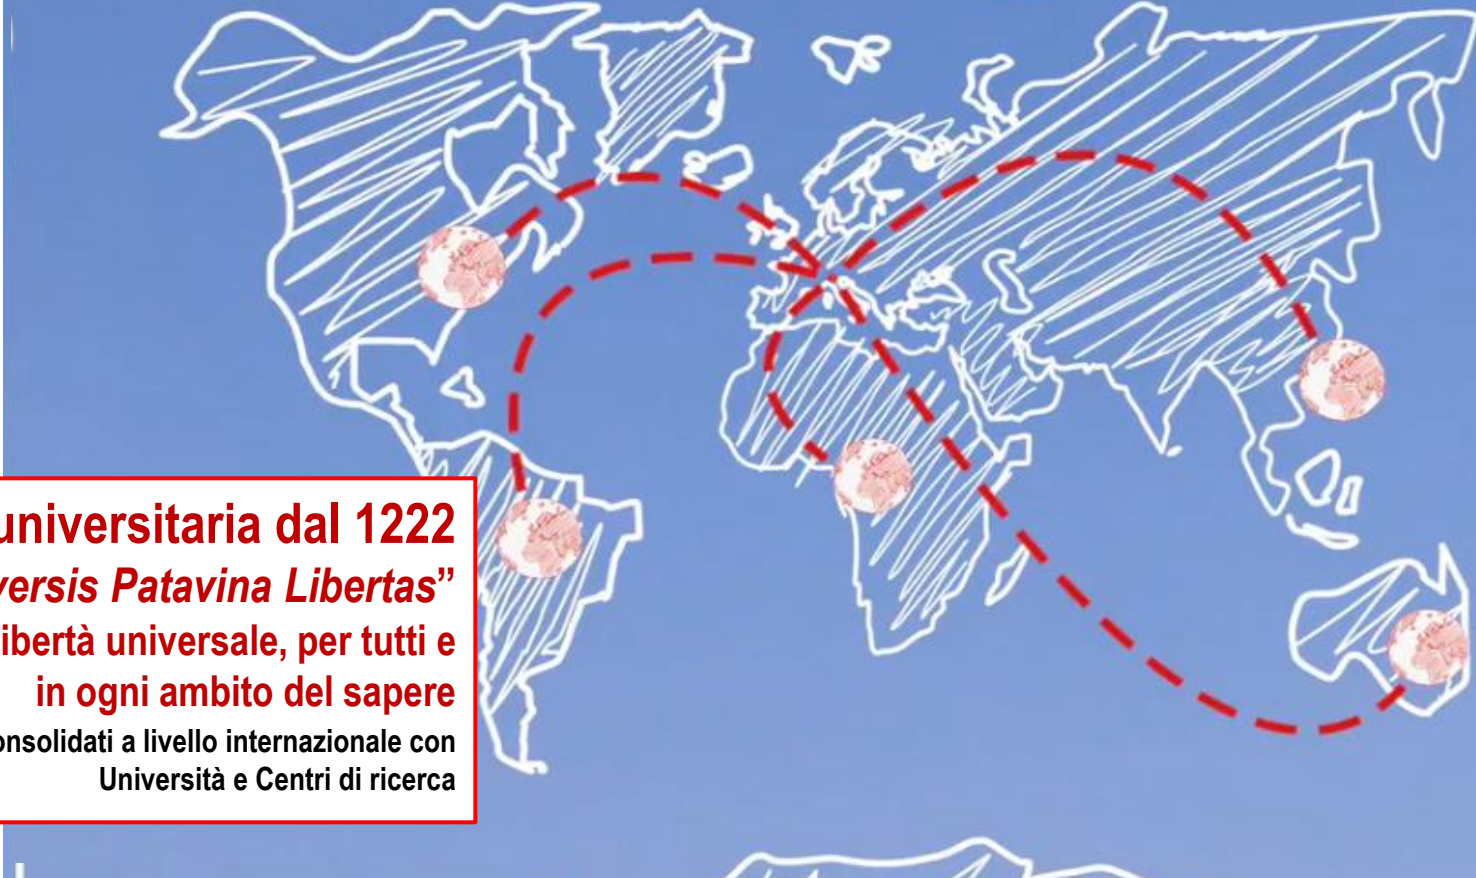 universitaria dal 1222
versis Patavina Libertas”
libertà universale, per tutti e
in ogni ambito del sapere
onsolidati a livello internazionale con
Università e Centri di ricerca